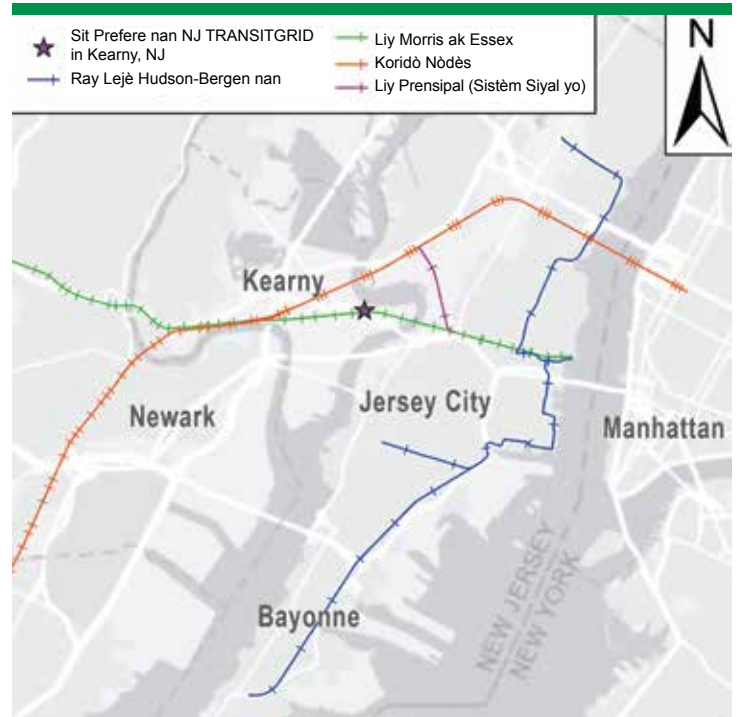 Sit Prefere nan NJ TRANSITGRID
in Kearny, NJ
Ray Lejè Hudson-Bergen nan
Liy Morris ak Essex
Koridò Nòdès
Liy Prensipal (Sistèm Siyal yo)
N
Kearny
Newark
Jersey City
Manhattan
Bayonne
NEW JERSEY
NEW YORK